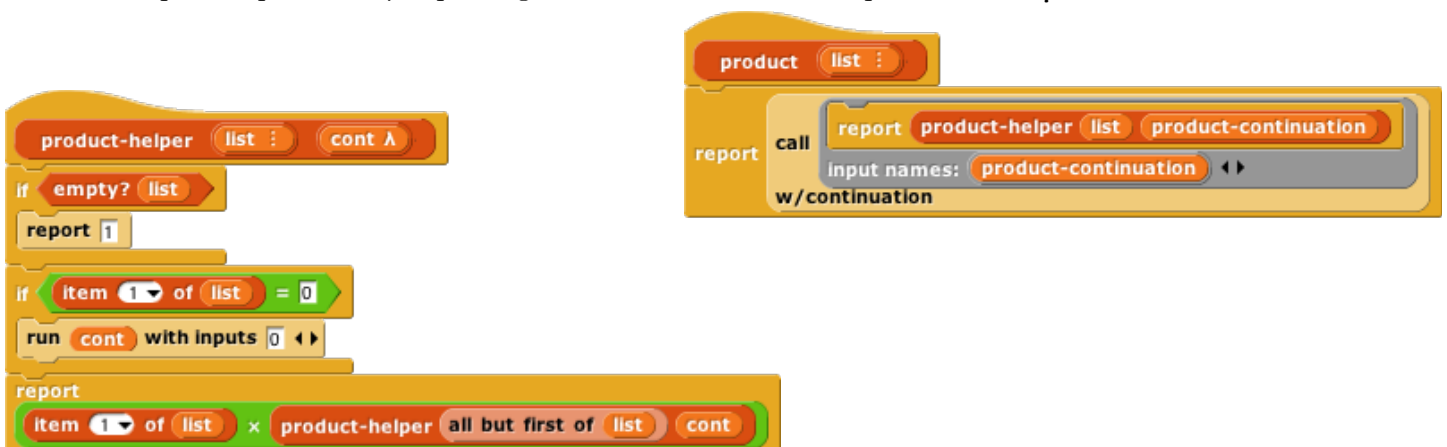 product list ⋮
report call report product-helper list product-continuation
input names: product-continuation
w/continuation
product-helper list ⋮ cont λ
if empty? list
report 1
if item 1 of list = 0
run cont with inputs 0
report
item 1 of list × product-helper all but first of list cont